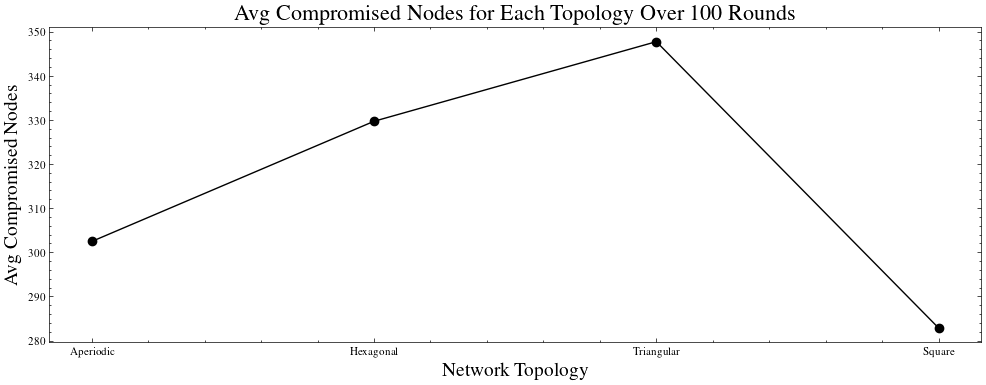 Avg Compromised Nodes for Each Topology Over 100 Rounds
Avg Compromised Nodes
350
340
330
320
310
300
290
280
Aperiodic
Hexagonal
Triangular
Square
Network Topology